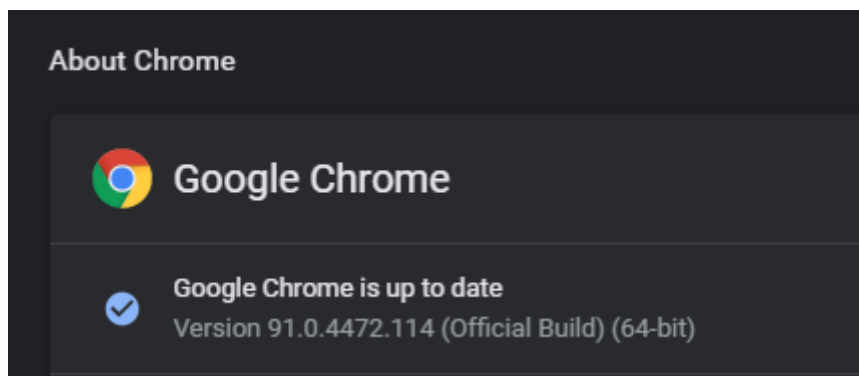 About Chrome
Google Chrome
Google Chrome is up to date
Version 91.0.4472.114 (Official Build) (64-bit)